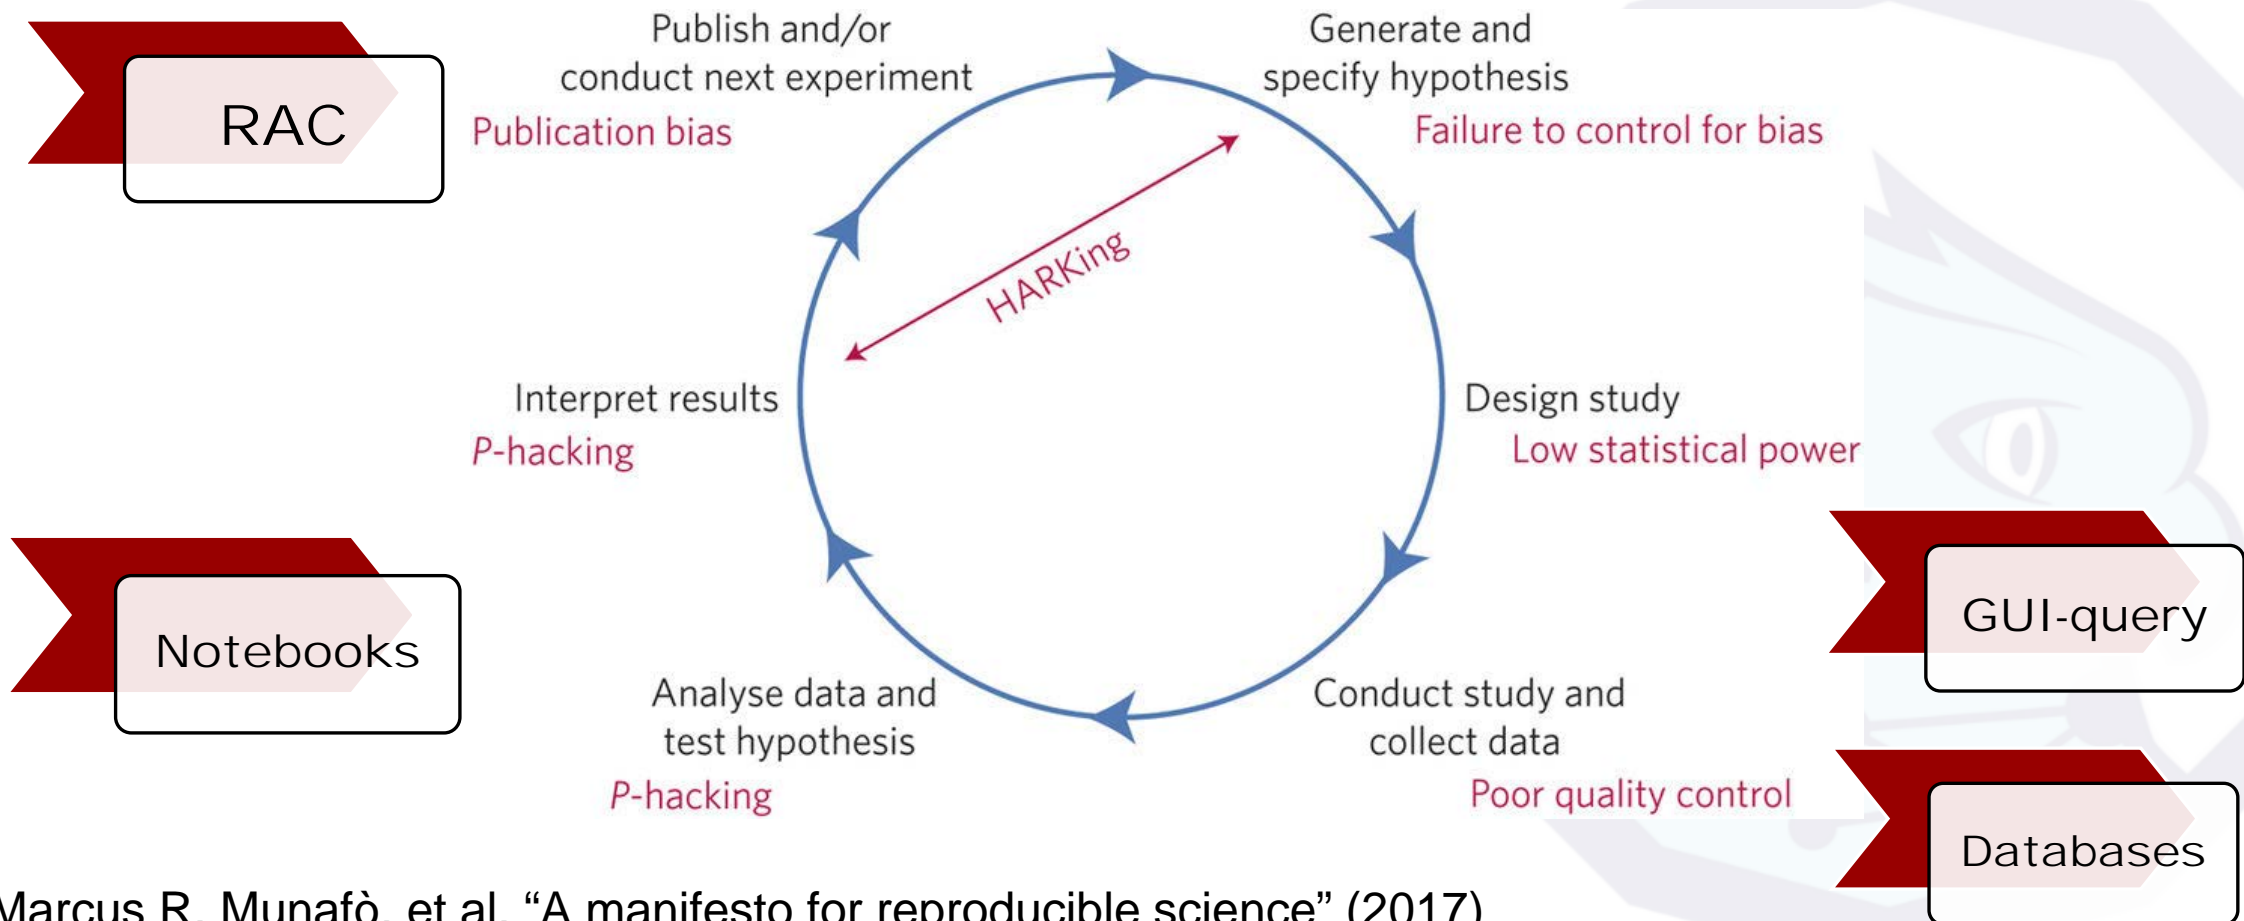 RAC
Publish and/or
conduct next experiment
Publication bias
Generate and
specify hypothesis
Failure to control for bias
HARKing
Interpret results
P-hacking
Design study
Low statistical power
Notebooks
GUI-query
Analyse data and
test hypothesis
P-hacking
Conduct study and
collect data
Poor quality control
Databases
Marcus R. Munafò, et al. “A manifesto for reproducible science” (2017)